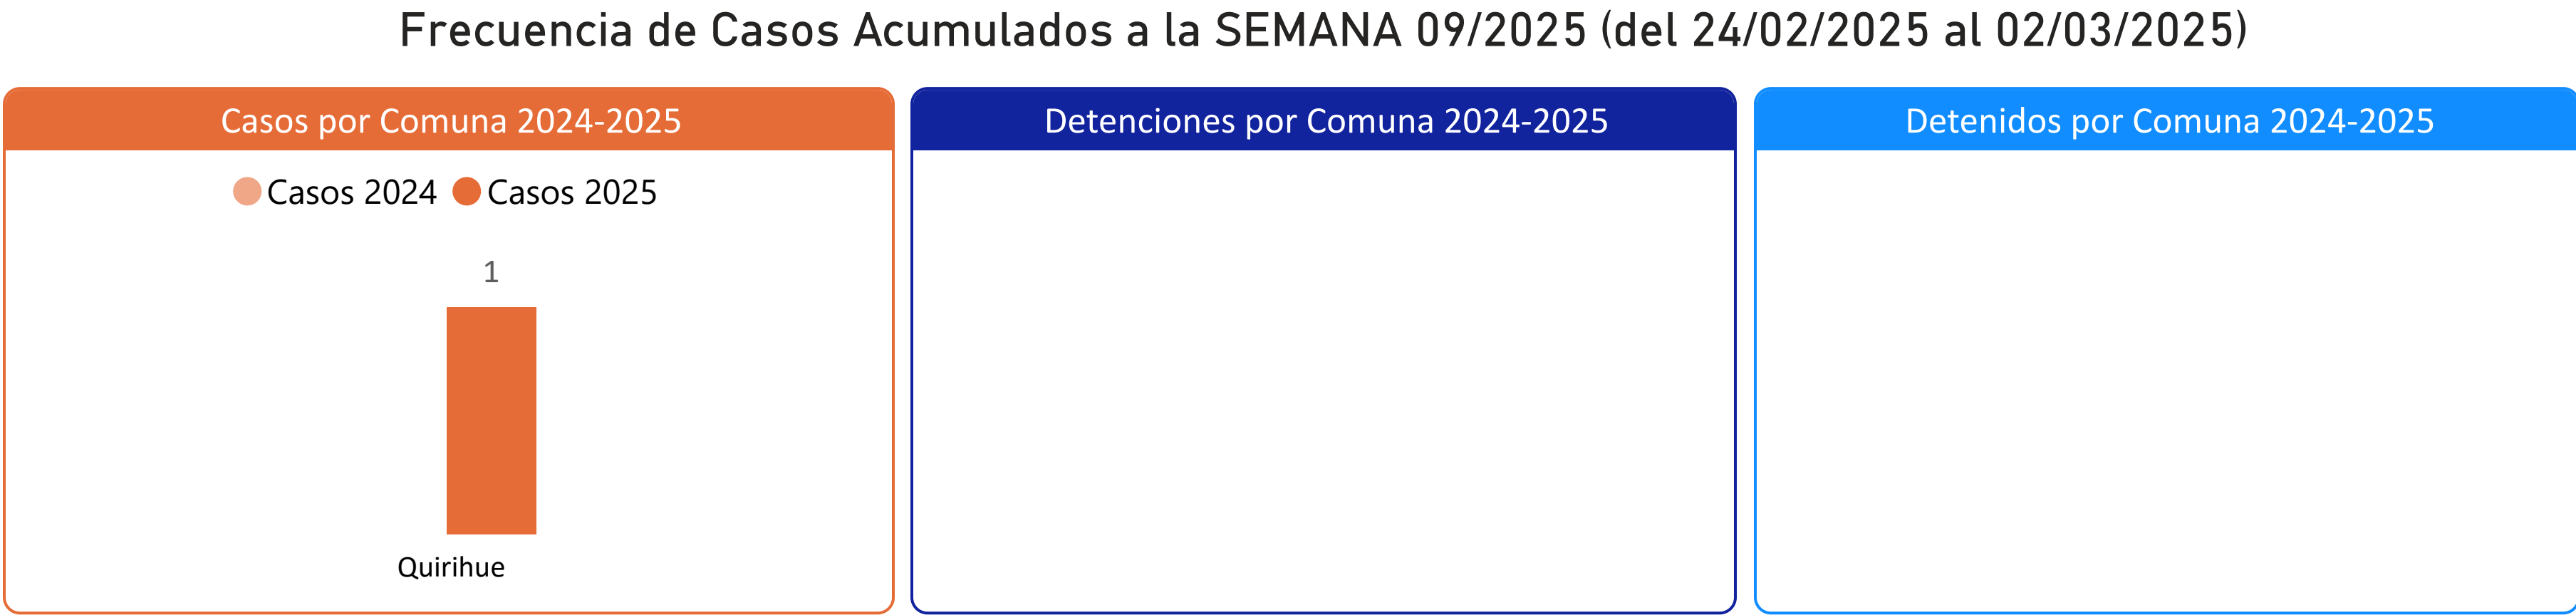 Frecuencia de Casos Acumulados a la SEMANA 09/2025 (del 24/02/2025 al 02/03/2025)
Casos por Comuna 2024-2025
Casos 2024 Casos 2025
1
Quirihue
Detenciones por Comuna 2024-2025
Detenidos por Comuna 2024-2025